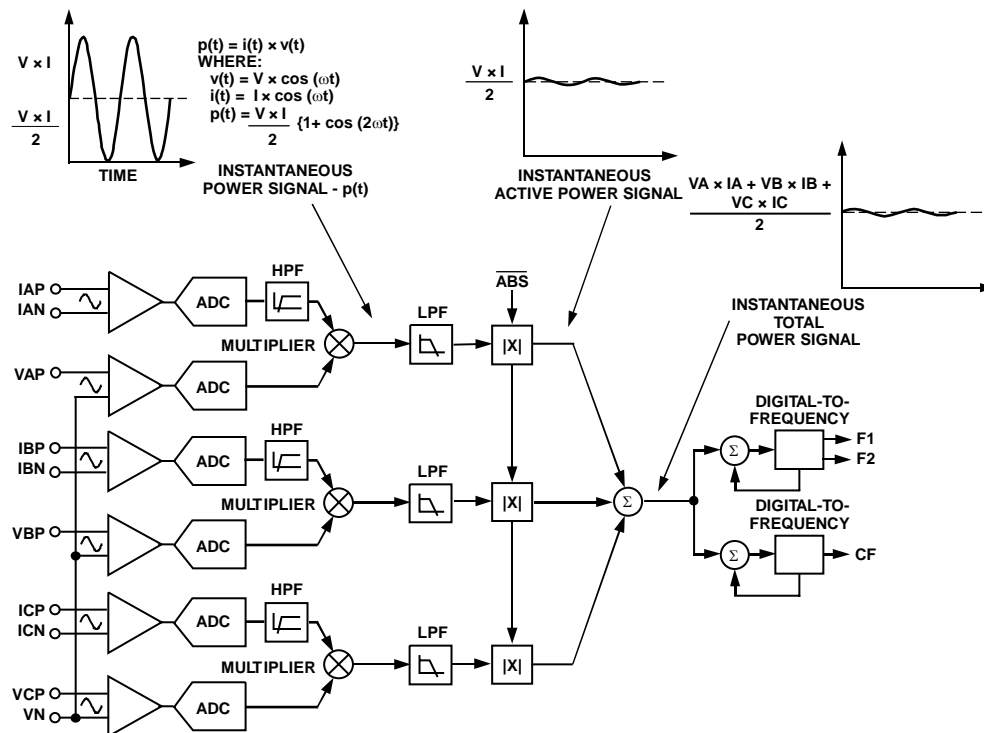 V × I
V × I
2
TIME
p(t) = i(t) × v(t)
WHERE:
v(t) = V × cos (ωt)
i(t) = I × cos (ωt)
p(t) = V × I
2
{1+ cos (2ωt)}
INSTANTANEOUS
POWER SIGNAL - p(t)
V × I
2
INSTANTANEOUS
ACTIVE POWER SIGNAL
VA × IA + VB × IB +
VC × IC
2
INSTANTANEOUS
TOTAL
POWER SIGNAL
IAP
IAN
ADC
HPF
MULTIPLIER
LPF
ABS
|X|
VAP
ADC
IBP
IBN
ADC
HPF
MULTIPLIER
LPF
|X|
Σ
VBP
ADC
ICP
ICN
ADC
HPF
MULTIPLIER
LPF
|X|
VCP
VN
ADC
DIGITAL-TO-
FREQUENCY
Σ
F1
F2
DIGITAL-TO-
FREQUENCY
Σ
CF